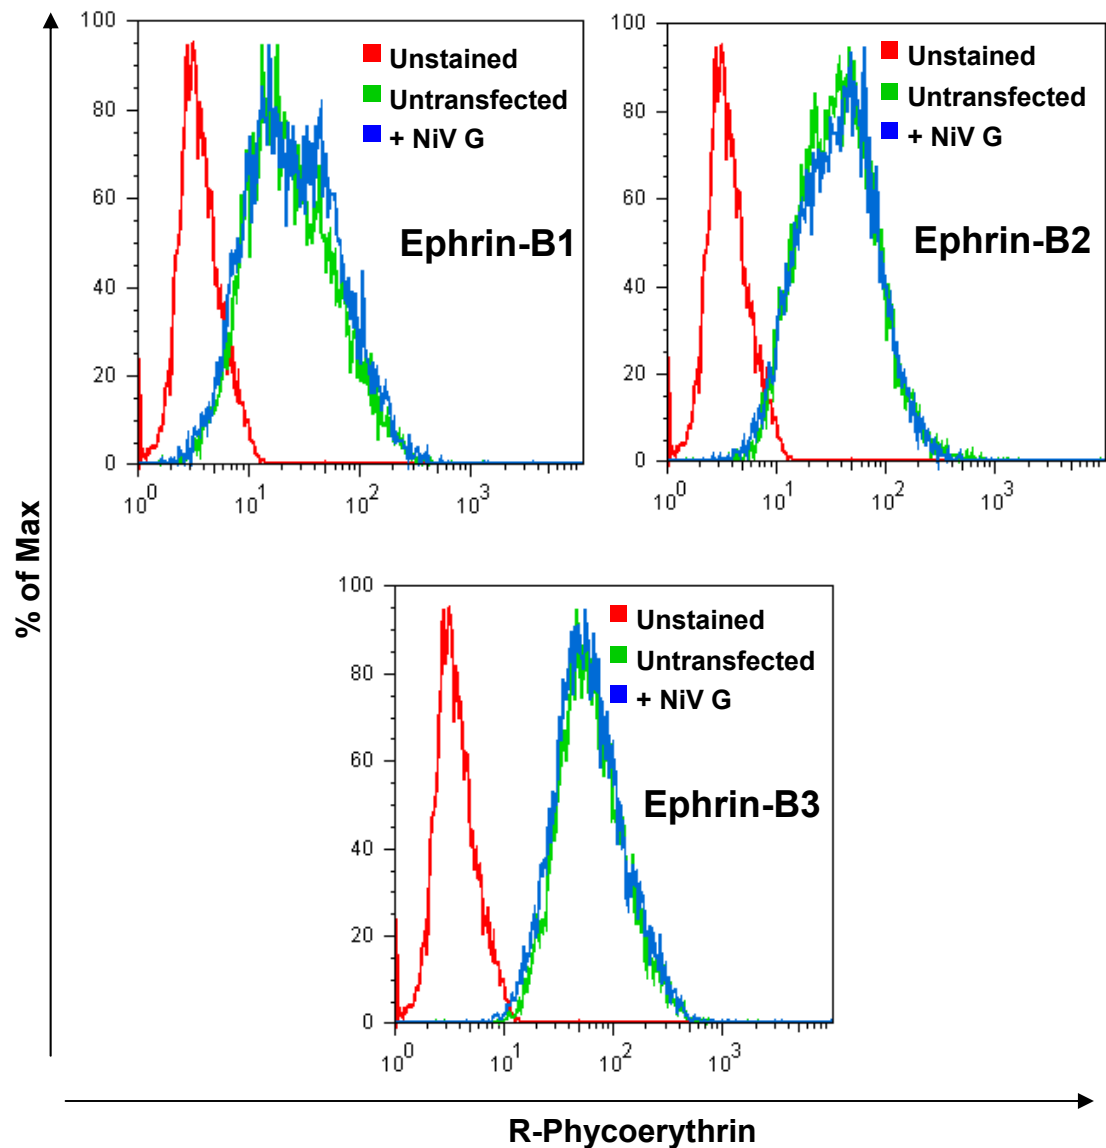 % of Max
100
80
60
40
20
0
10^0 10^1 10^2 10^3
Unstained
Untransfected
+ NiV G
Ephrin-B1
100
80
60
40
20
0
10^0 10^1 10^2 10^3
Unstained
Untransfected
+ NiV G
Ephrin-B2
100
80
60
40
20
0
10^0 10^1 10^2 10^3
Unstained
Untransfected
+ NiV G
Ephrin-B3
R-Phycoerythrin